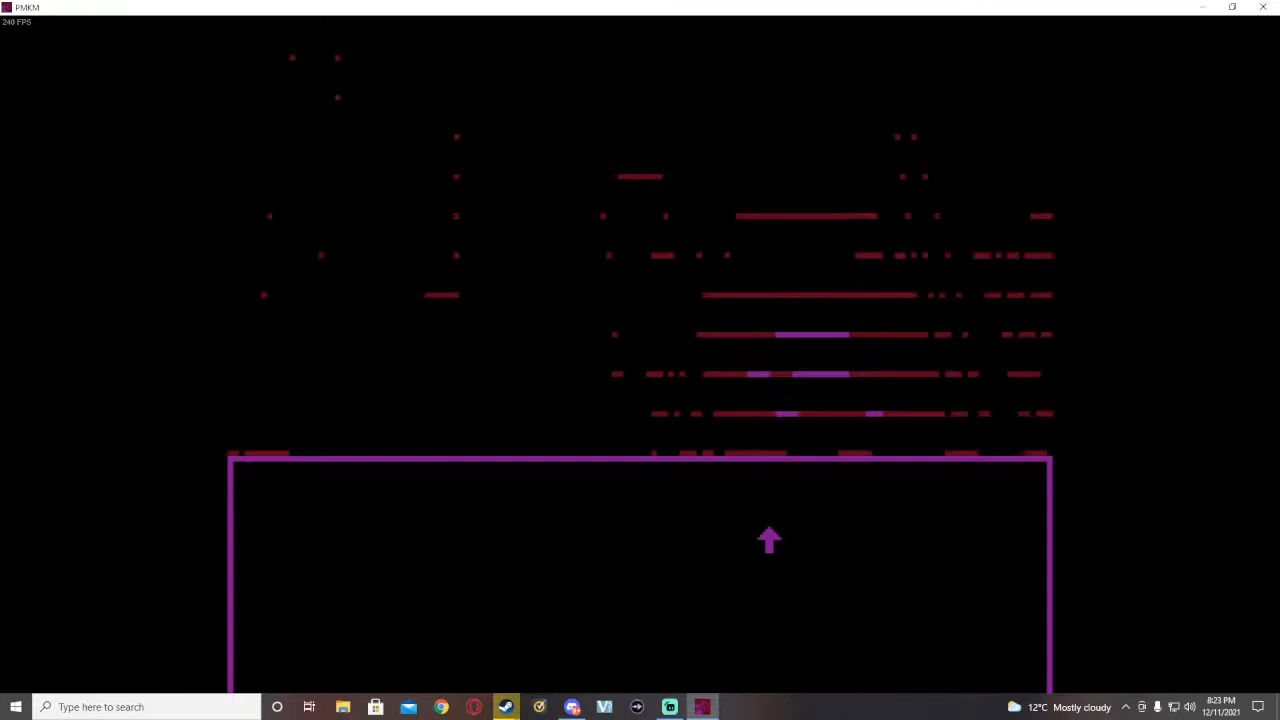 PMKM
240 FPS
Type here to search
12°C Mostly cloudy
8:23 PM
12/11/2021